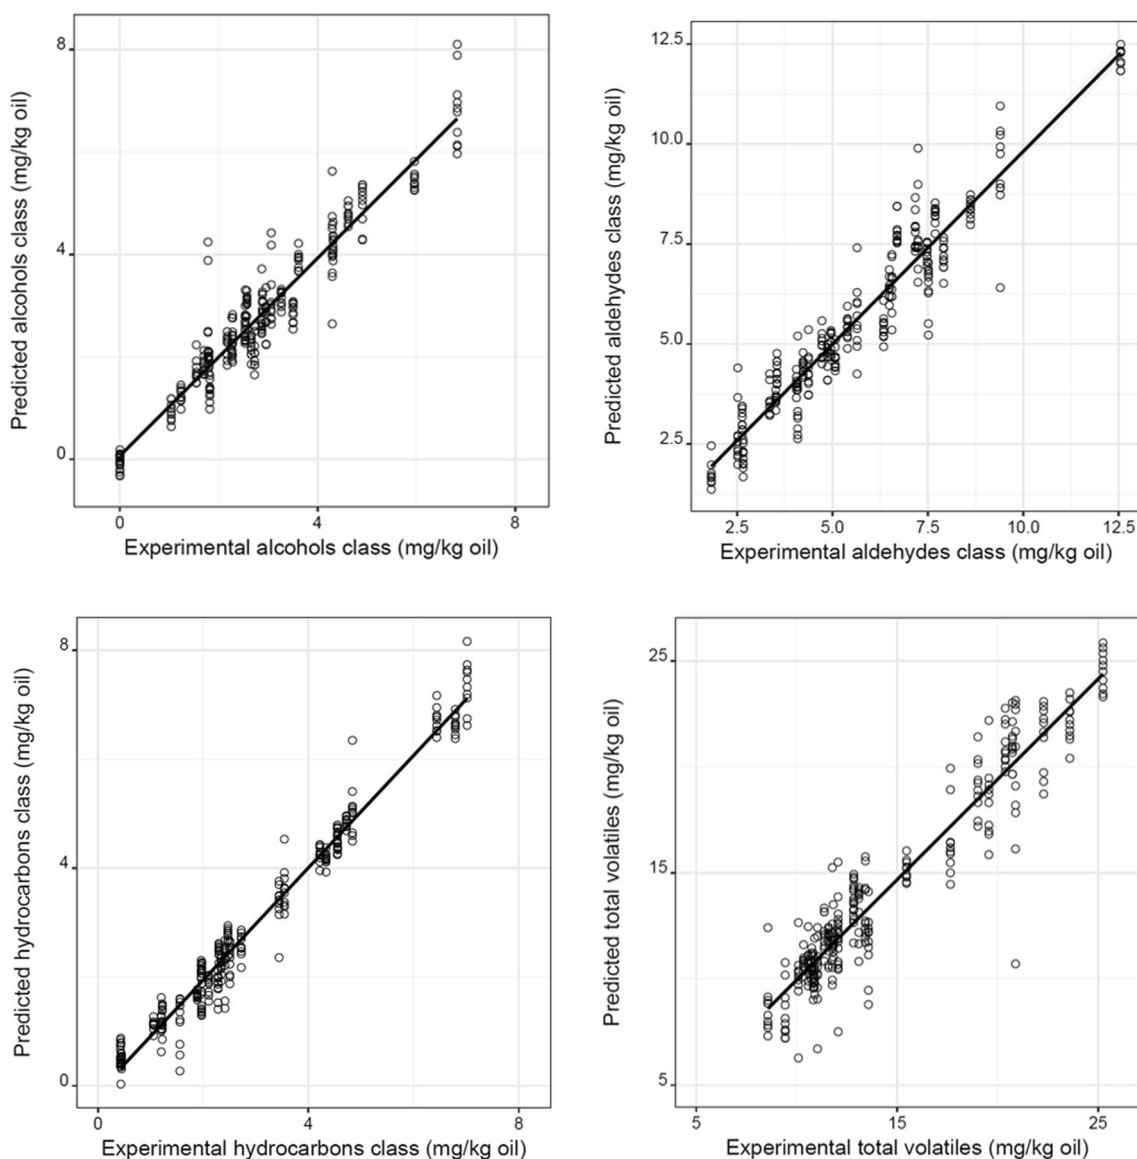 Predicted alcohols class (mg/kg oil)
8
4
0
0 4 8
Experimental alcohols class (mg/kg oil)
Predicted aldehydes class (mg/kg oil)
12.5
10.0
7.5
5.0
2.5
2.5 5.0 7.5 10.0 12.5
Experimental aldehydes class (mg/kg oil)
Predicted hydrocarbons class (mg/kg oil)
8
4
0
0 4 8
Experimental hydrocarbons class (mg/kg oil)
Predicted total volatiles (mg/kg oil)
25
15
5
5 15 25
Experimental total volatiles (mg/kg oil)